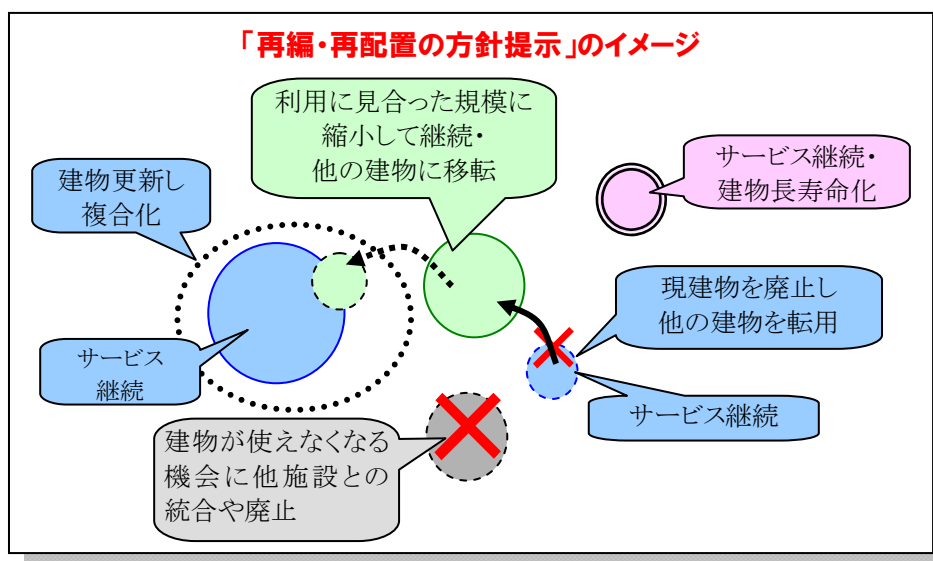 「再編・再配置の方針提示」のイメージ
利用に見合った規模に
縮小して継続・
他の建物に移転
サービス継続・
建物長寿命化
建物更新し
複合化
現建物を廃止し
他の建物を転用
サービス
継続
サービス継続
建物が使えなくなる
機会に他施設との
統合や廃止